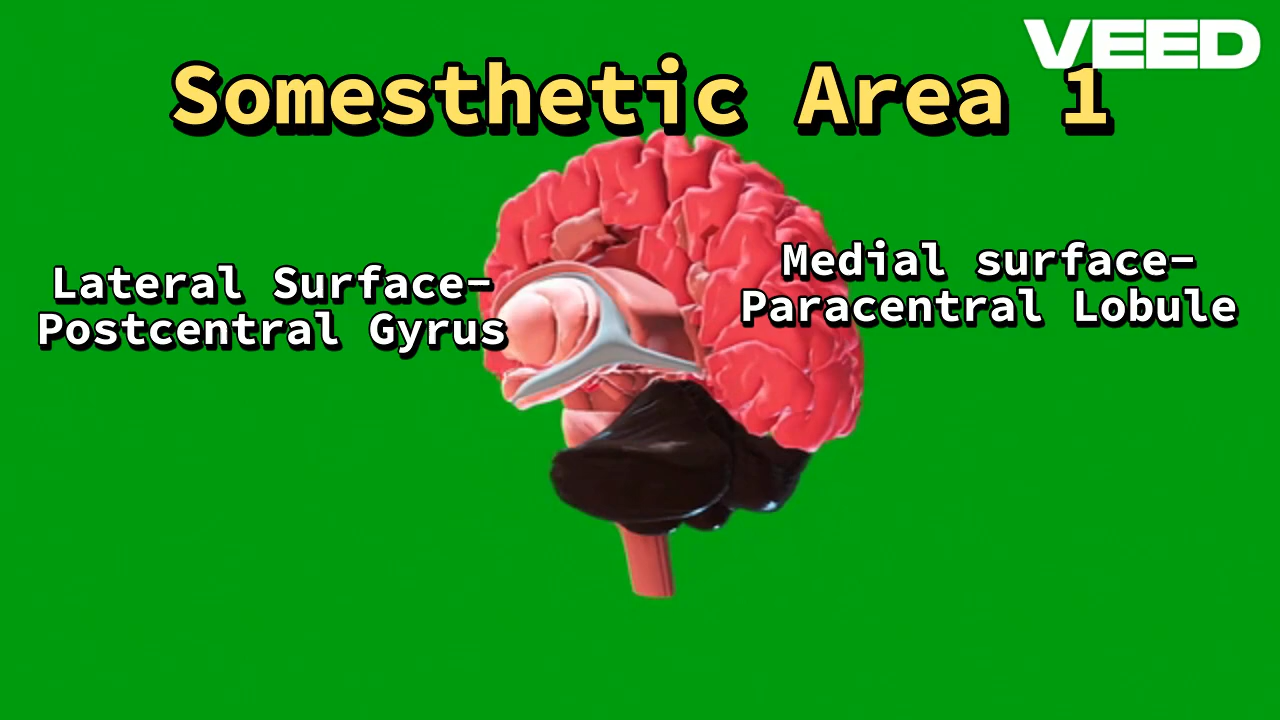 VEED
Somesthetic Area 1
Lateral Surface-
Postcentral Gyrus
Medial surface-
Paracentral Lobule